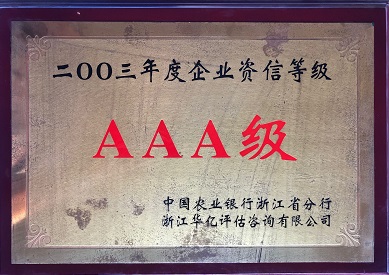 二OO三年度企业资信等级
AAA级
中国农业银行浙江省分行
浙江华亿评估咨询有限公司